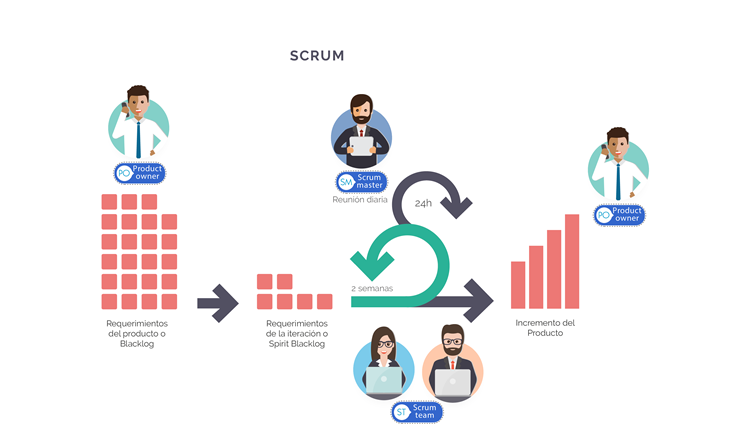 SCRUM
PO Product
owner
SM Scrum
master
Reunión diaria
24h
PO Product
owner
2 semanas
Requerimientos
del producto o
Blacklog
Requerimientos
de la iteración o
Spirit Blacklog
Incremento del
Producto
ST Scrum
team